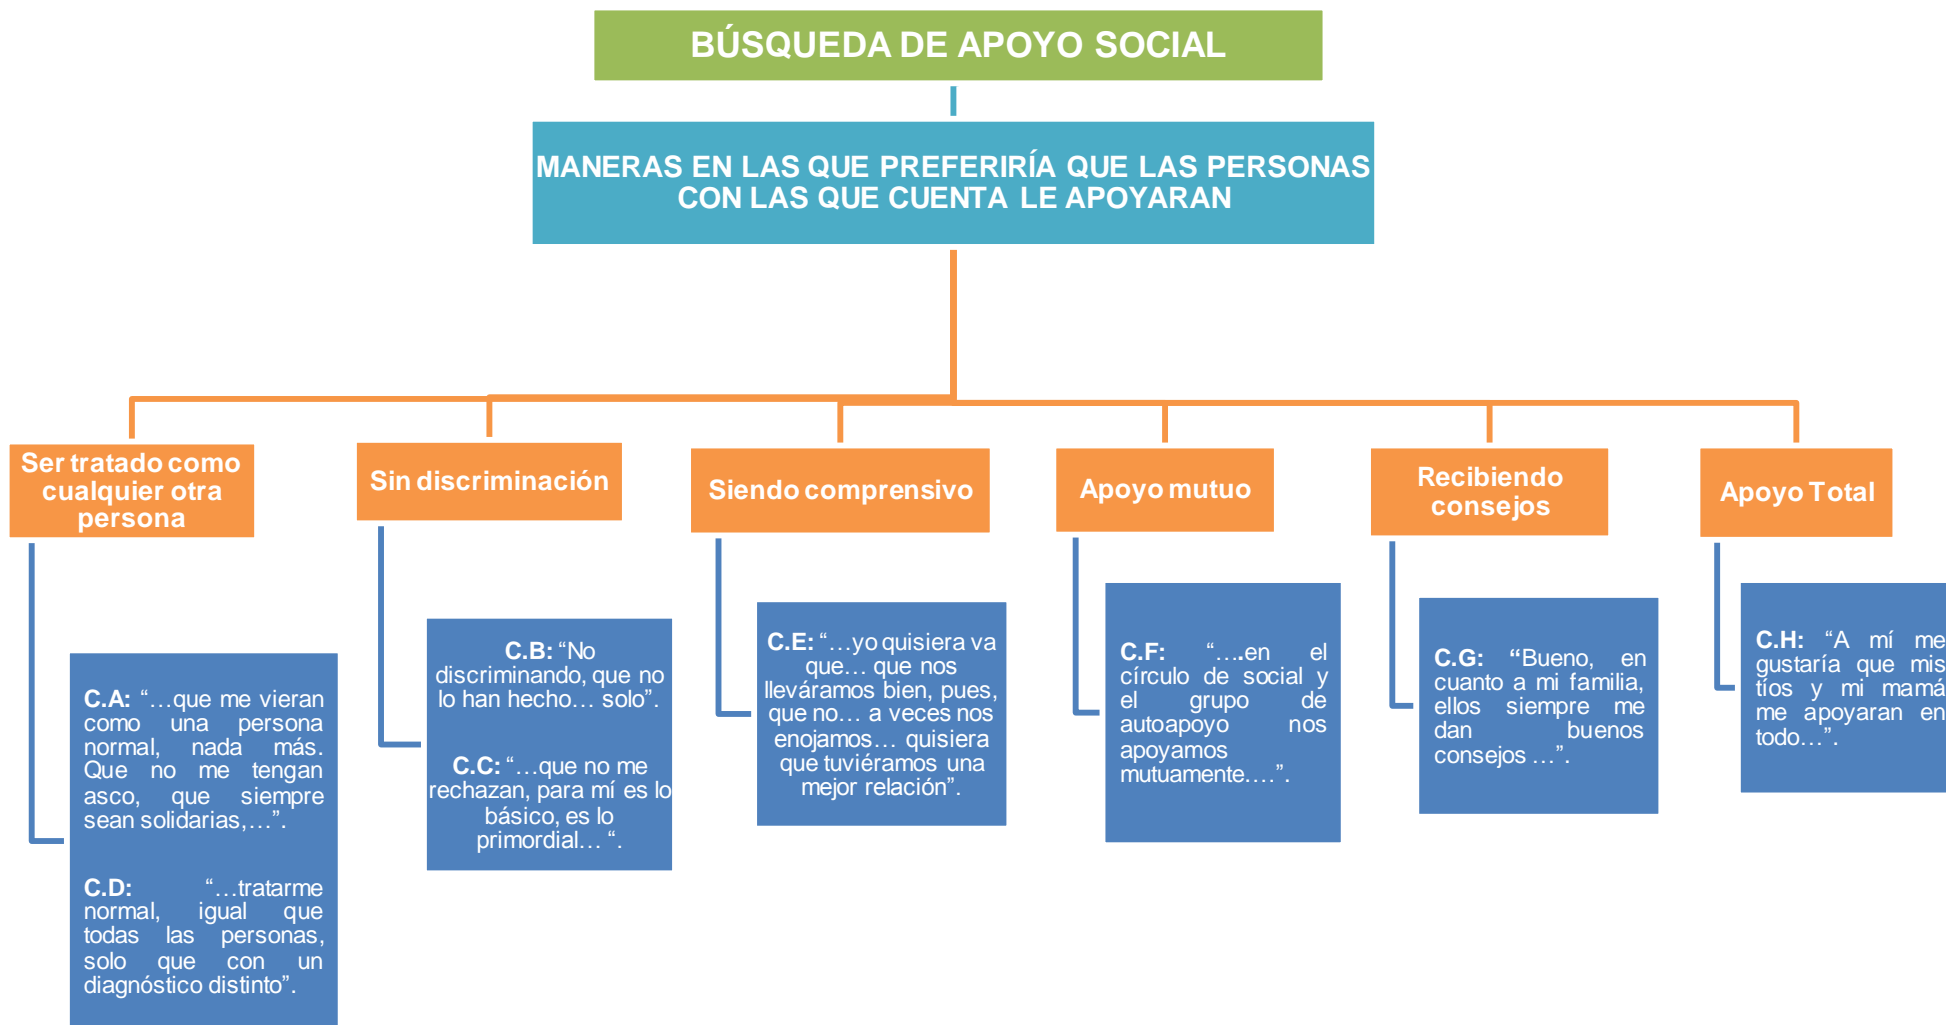 BÚSQUEDA DE APOYO SOCIAL
MANERAS EN LAS QUE PREFERIRÍA QUE LAS PERSONAS
CON LAS QUE CUENTA LE APOYARAN
Ser tratado como
cualquier otra
persona
Sin discriminación
Siendo comprensivo
Apoyo mutuo
Recibiendo
consejos
Apoyo Total
C.A: “…que me vieran
como una persona
normal, nada más.
Que no me tengan
asco, que siempre
sean solidarias,…”.
C.D: “…tratarme
normal, igual que
todas las personas,
solo que con un
diagnóstico distinto”.
C.B: “No
discriminando, que no
lo han hecho… solo”.
C.C: “…que no me
rechazan, para mí es lo
básico, es lo
primordial… “.
C.E: “…yo quisiera va
que… que nos
lleváramos bien, pues,
que no… a veces nos
enojamos… quisiera
que tuviéramos una
mejor relación”.
C.F: “….en el
círculo de social y
el grupo de
autoapoyo nos
apoyamos
mutuamente.…”.
C.G: “Bueno, en
cuanto a mi familia,
ellos siempre me
dan buenos
consejos …”.
C.H: “A mí me
gustaría que mis
tíos y mi mamá
me apoyaran en
todo…”.